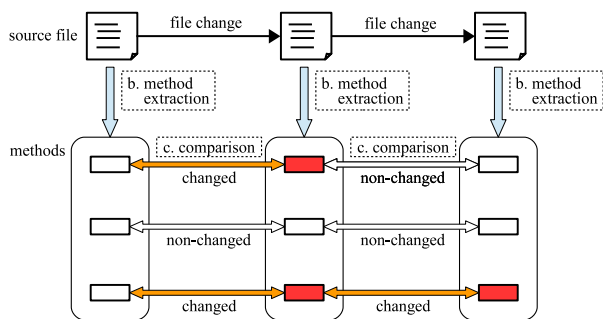 source file
file change
file change
b. method
extraction
b. method
extraction
b. method
extraction
methods
c. comparison
c. comparison
changed
non-changed
non-changed
non-changed
changed
changed